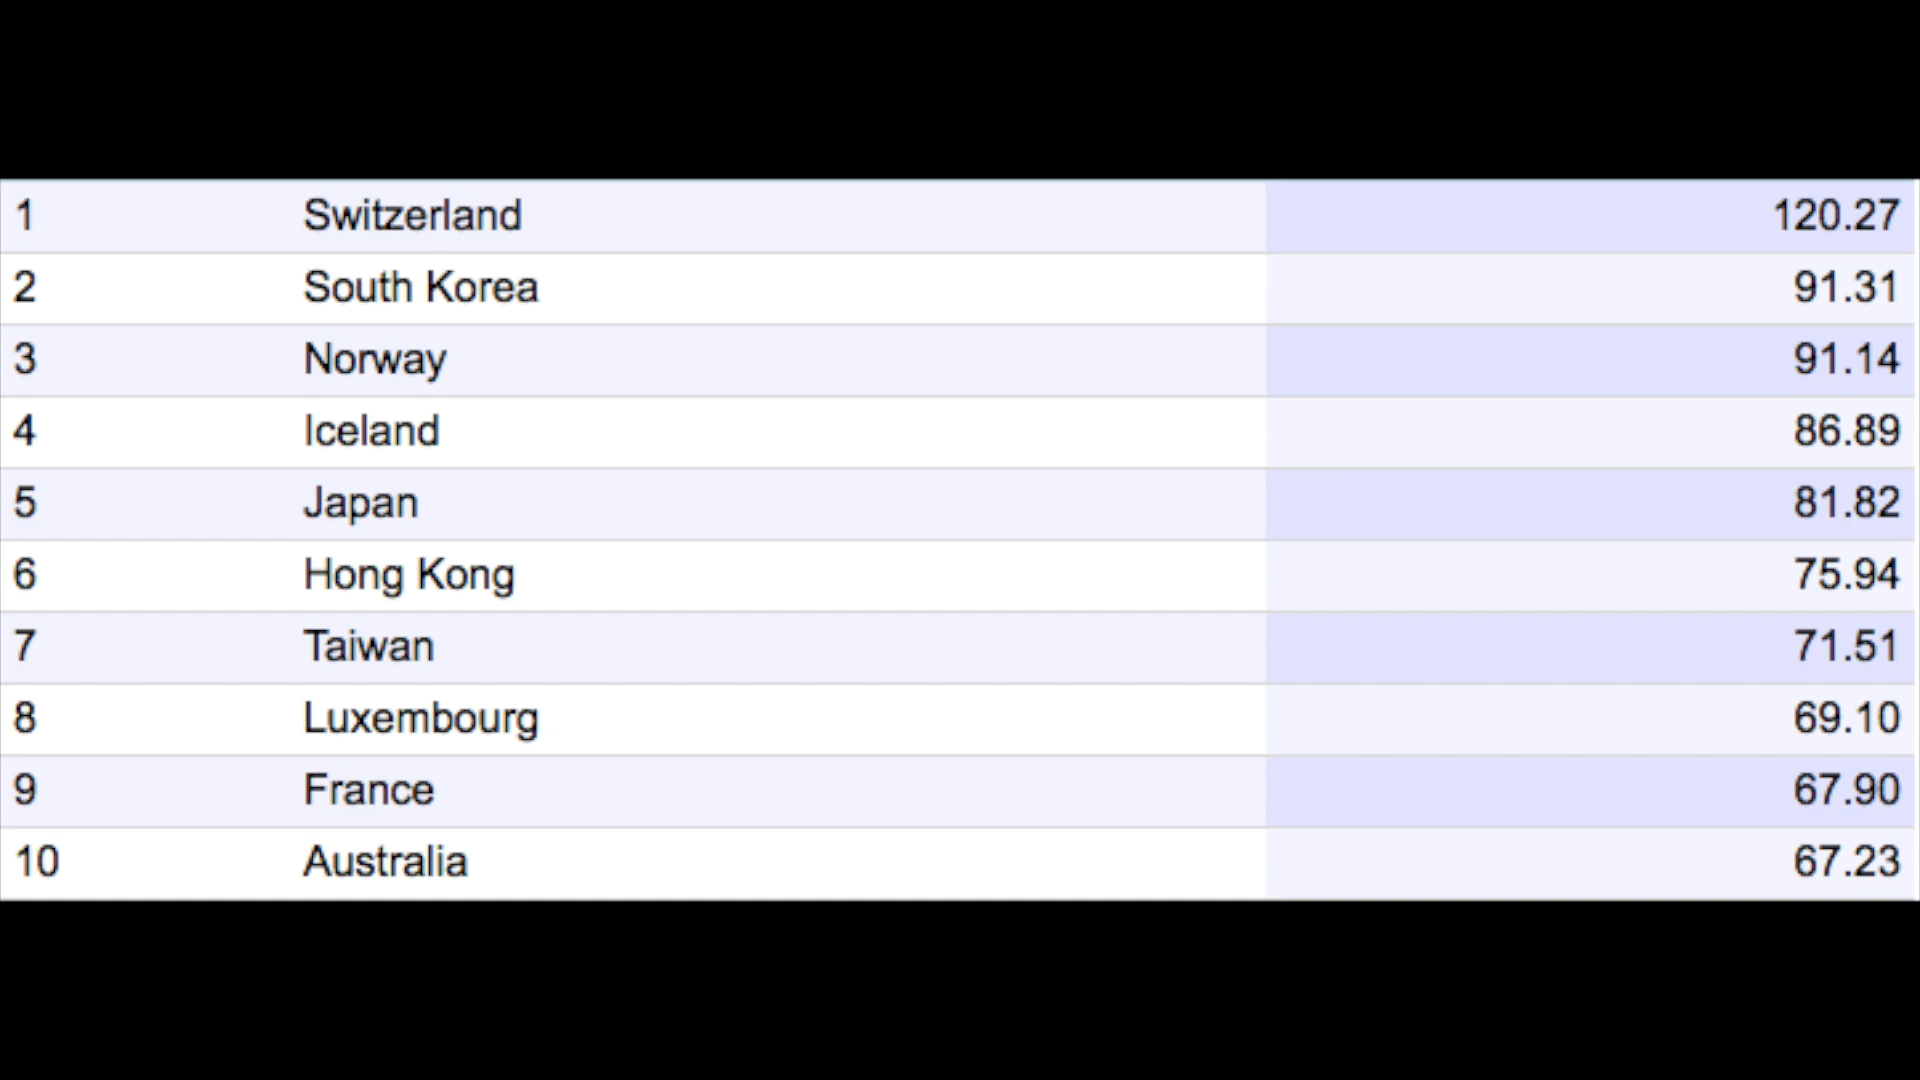 1 Switzerland 120.27
2 South Korea 91.31
3 Norway 91.14
4 Iceland 86.89
5 Japan 81.82
6 Hong Kong 75.94
7 Taiwan 71.51
8 Luxembourg 69.10
9 France 67.90
10 Australia 67.23